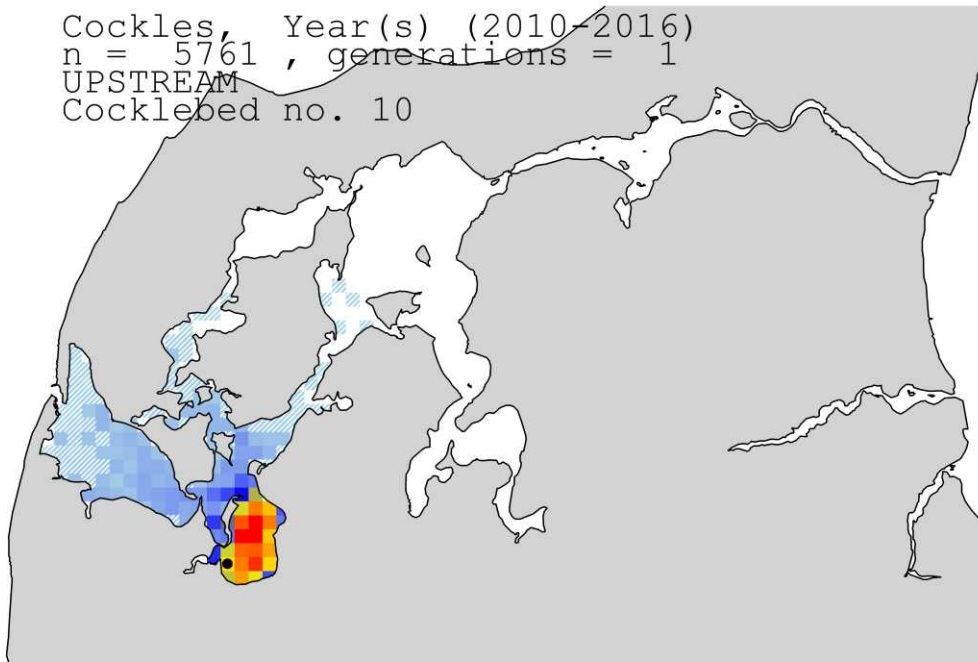 Cockles, Year(s) (2010-2016)
n = 5761 , generations = 1
UPSTREAM
Cocklebed no. 10